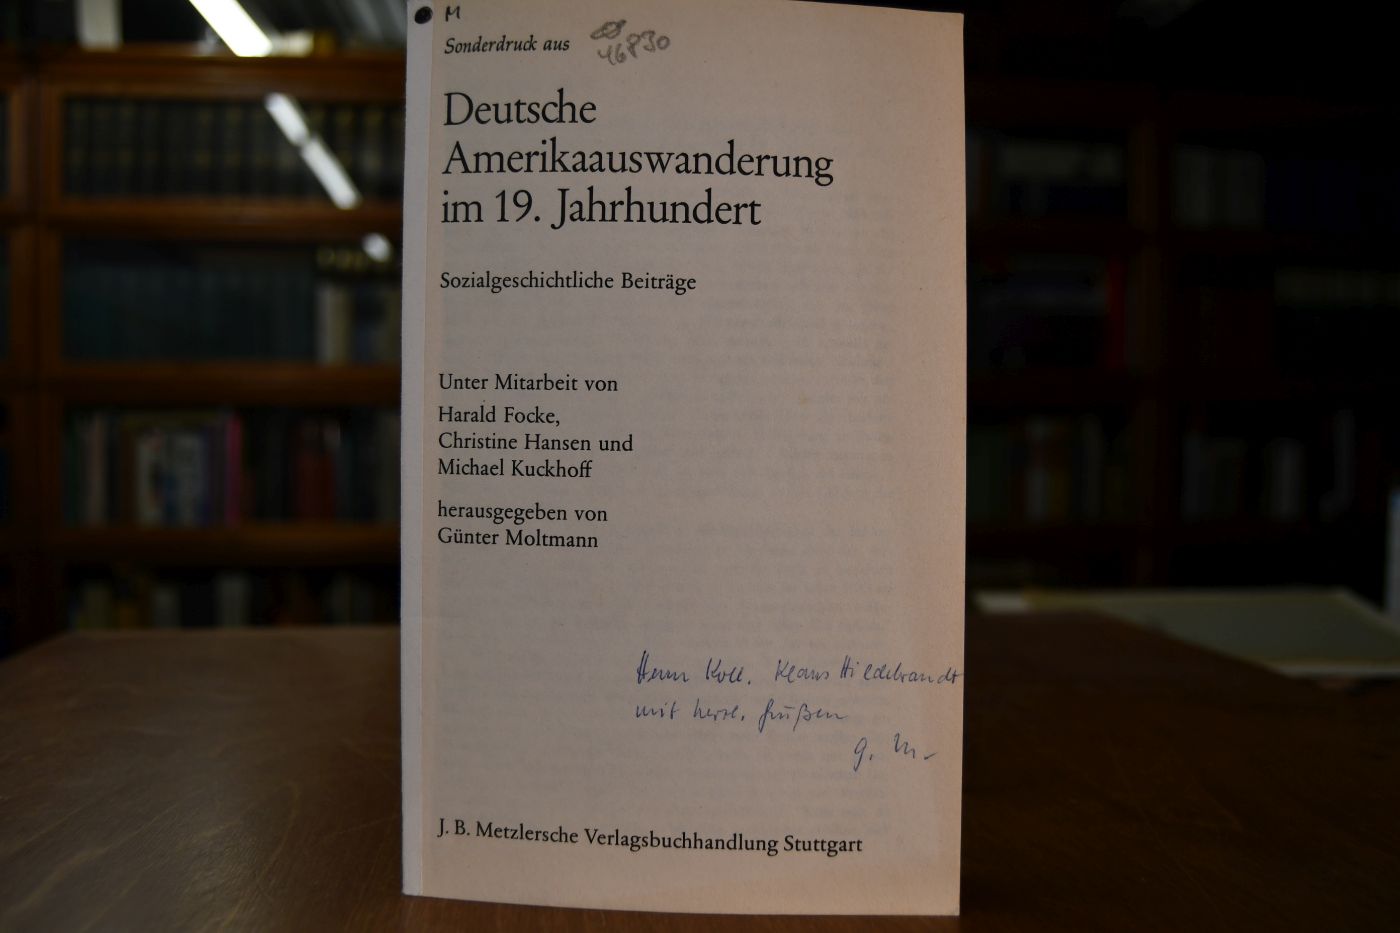 M
Sonderdruck aus
46830
Deutsche
Amerikaauswanderung
im 19. Jahrhundert
Sozialgeschichtliche Beiträge
Unter Mitarbeit von
Harald Focke,
Christine Hansen und
Michael Kuckhoff
herausgegeben von
Günter Moltmann
Herrn Koll. Klaus Hildebrandt
mit herzl. Grüßen
G. M.
J. B. Metzlersche Verlagsbuchhandlung Stuttgart